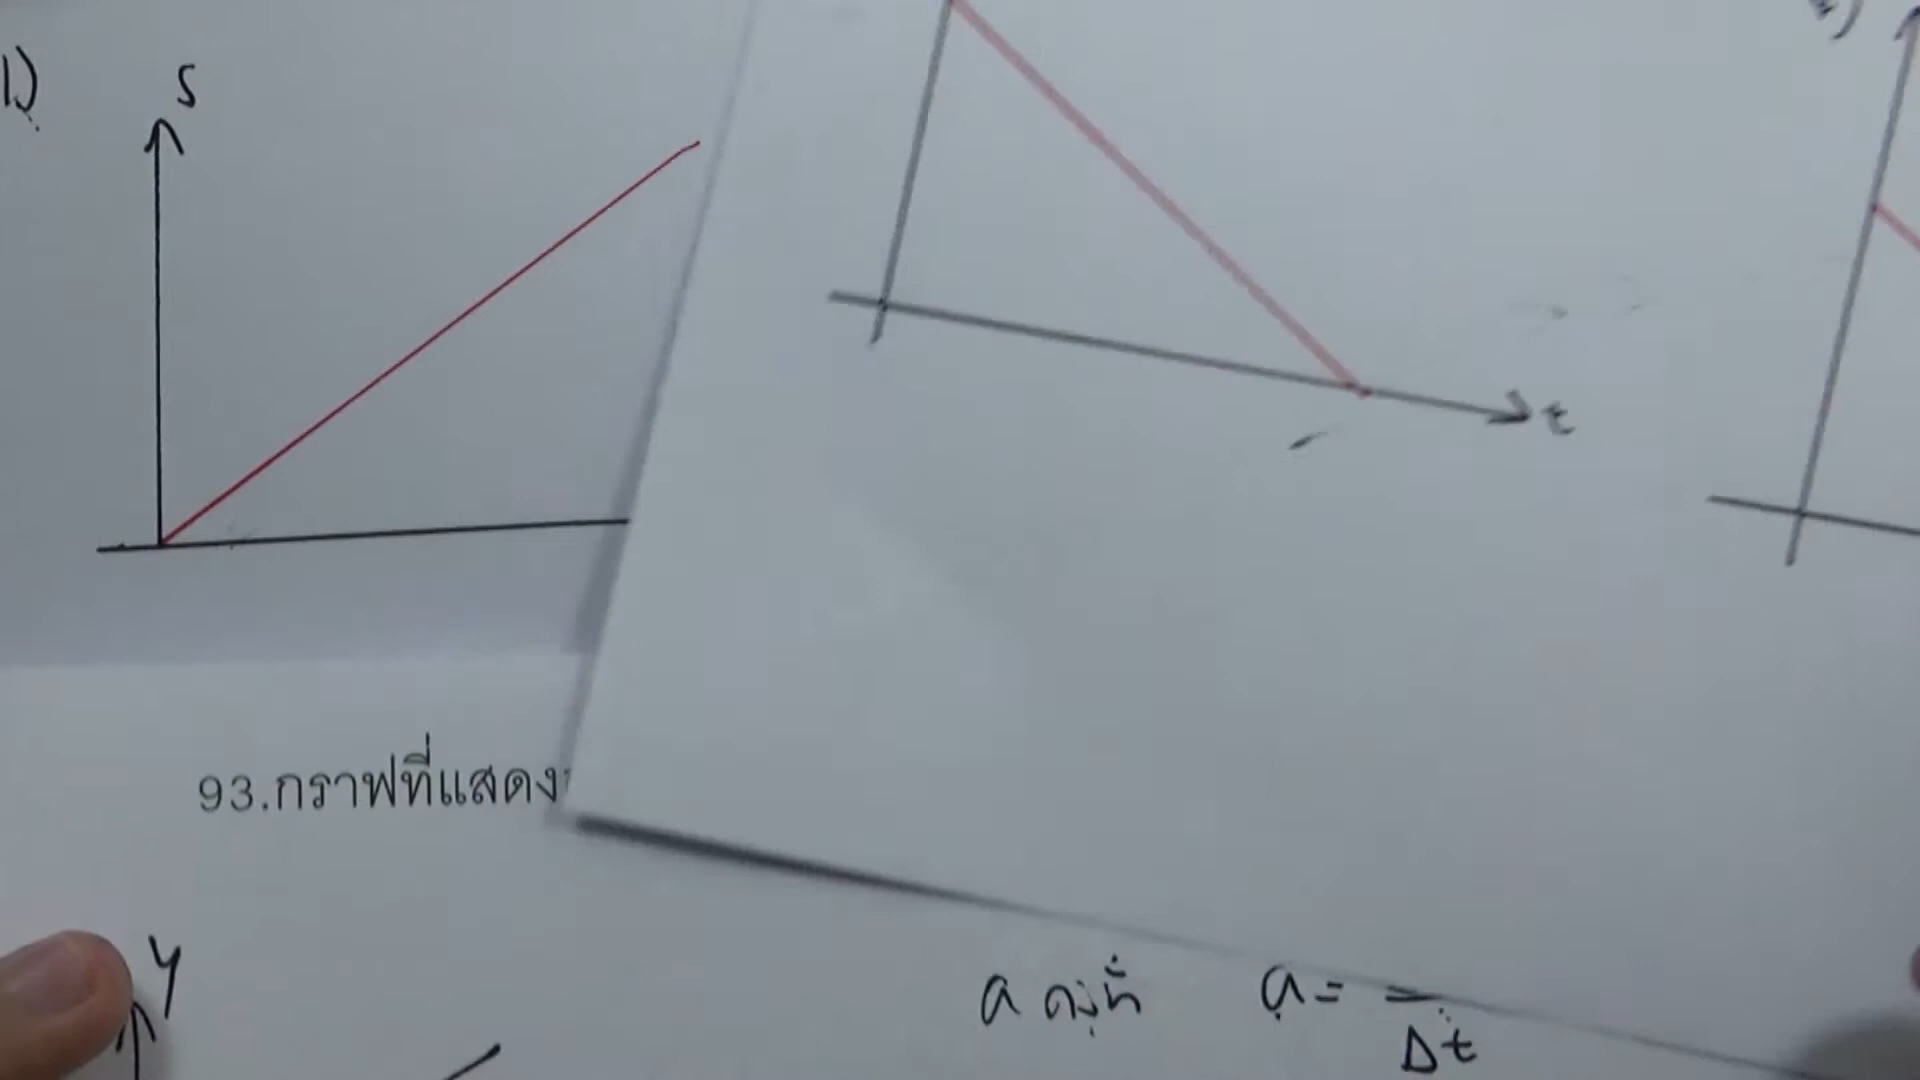 1)
s
t
93.กราฟที่แสดง
y
a คงที่ a = —
Δt